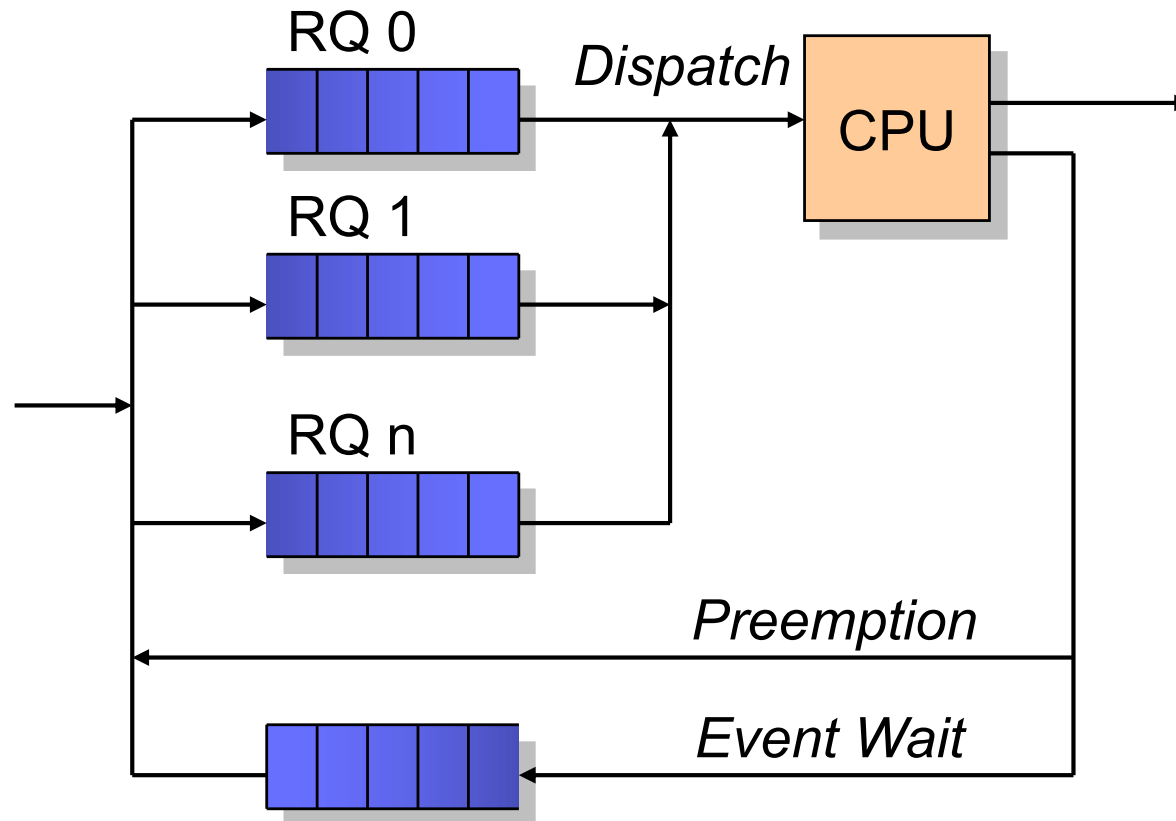 RQ 0
Dispatch
CPU
RQ 1
RQ n
Preemption
Event Wait